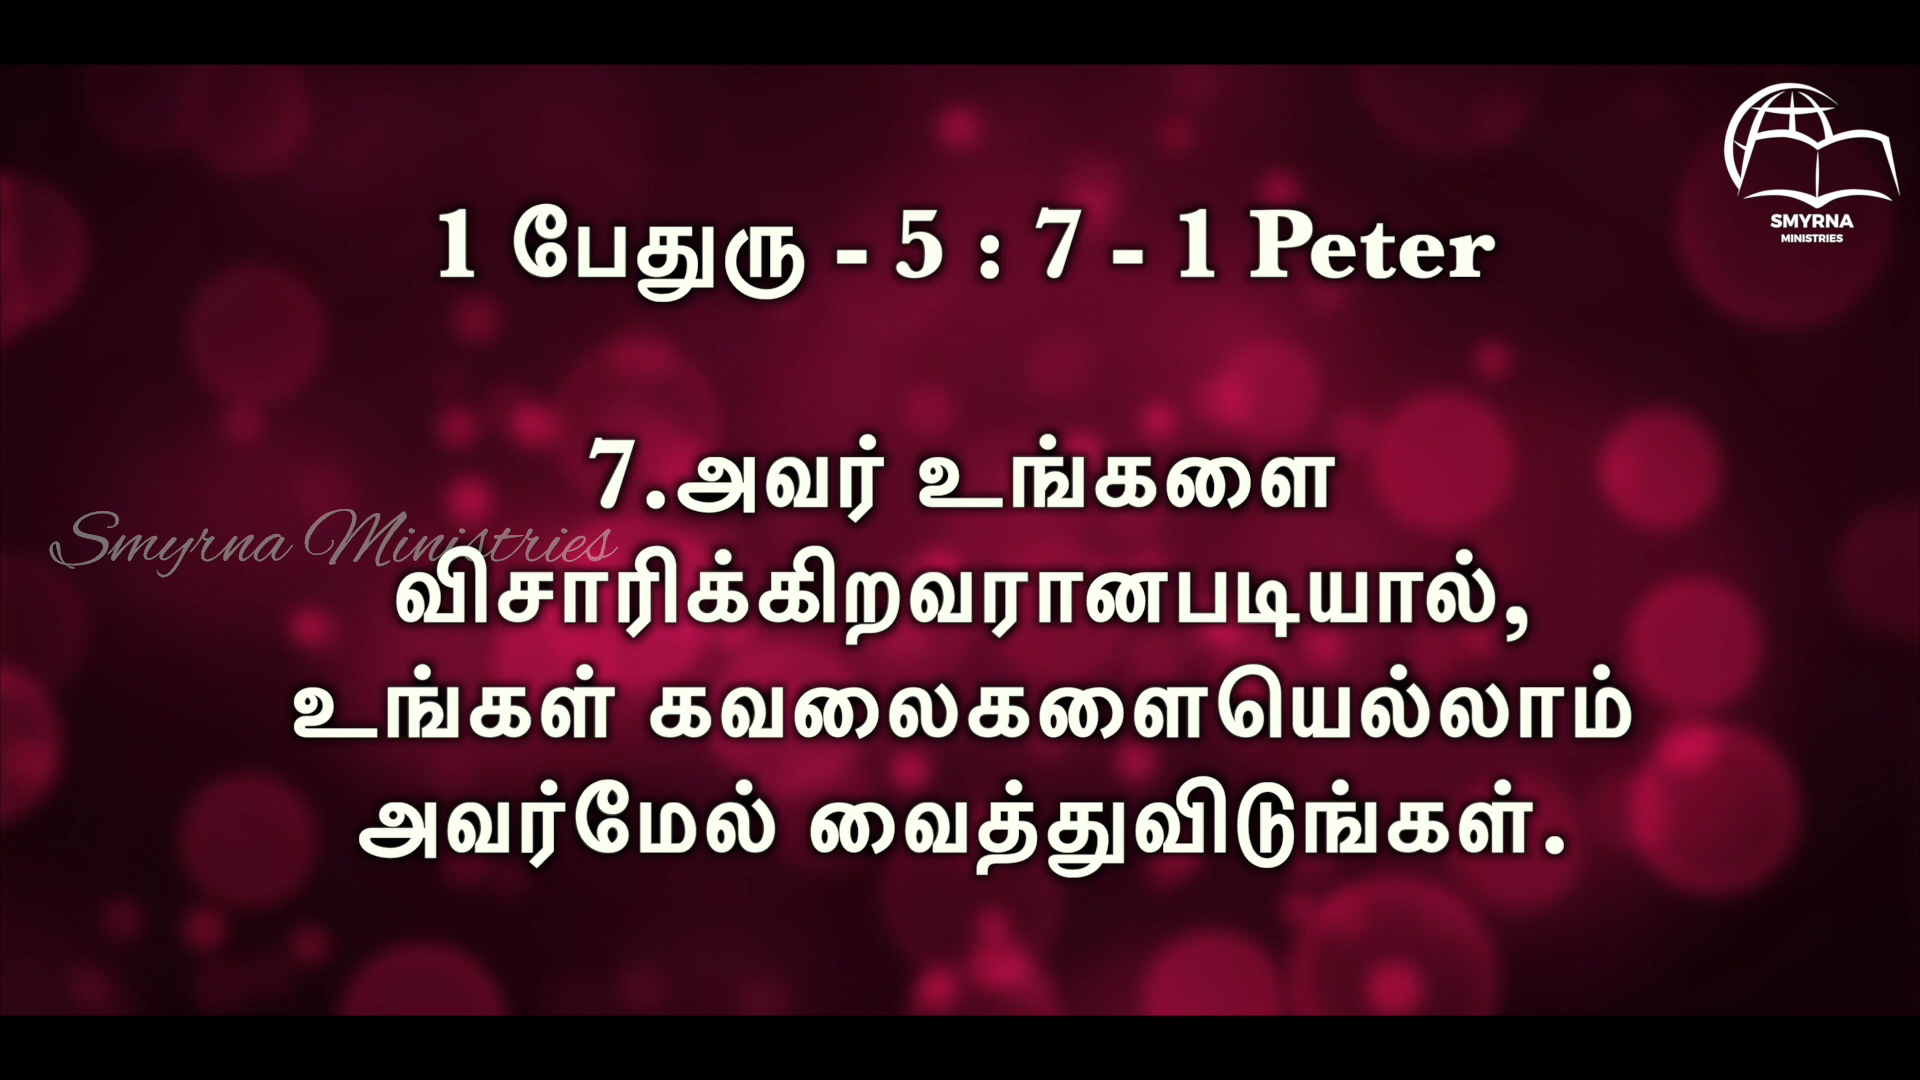 SMYRNA
MINISTRIES
1 பேதுரு - 5 : 7 - 1 Peter
7.அவர் உங்களை
Smyrna Ministries
விசாரிக்கிறவரானபடியால்,
உங்கள் கவலைகளையெல்லாம்
அவர்மேல் வைத்துவிடுங்கள்.